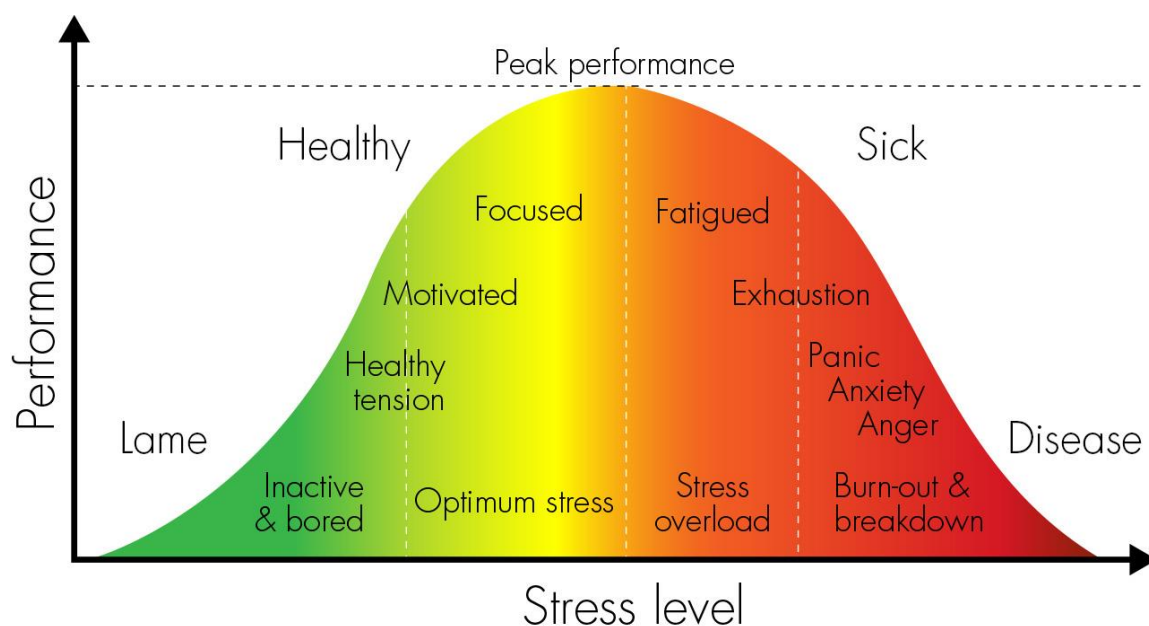 Peak performance
Healthy
Sick
Focused
Fatigued
Motivated
Exhaustion
Healthy
tension
Panic
Anxiety
Anger
Lame
Disease
Inactive
& bored
Optimum stress
Stress
overload
Burn-out &
breakdown
Performance
Stress level